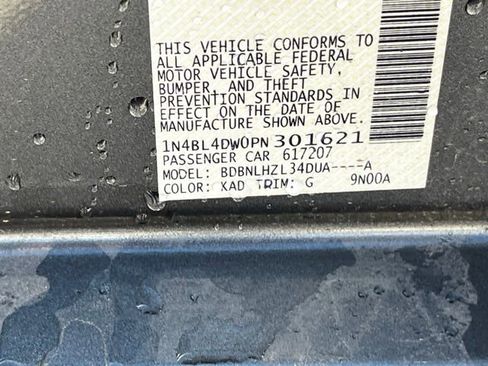 THIS VEHICLE CONFORMS TO
ALL APPLICABLE FEDERAL
MOTOR VEHICLE SAFETY,
BUMPER, AND THEFT
PREVENTION STANDARDS IN
EFFECT ON THE DATE OF
MANUFACTURE SHOWN ABOVE.
1N4BL4DW0PN301621
PASSENGER CAR 617207
MODEL: BDBNLHZL34DUA----A
COLOR: XAD TRIM: G 9N00A